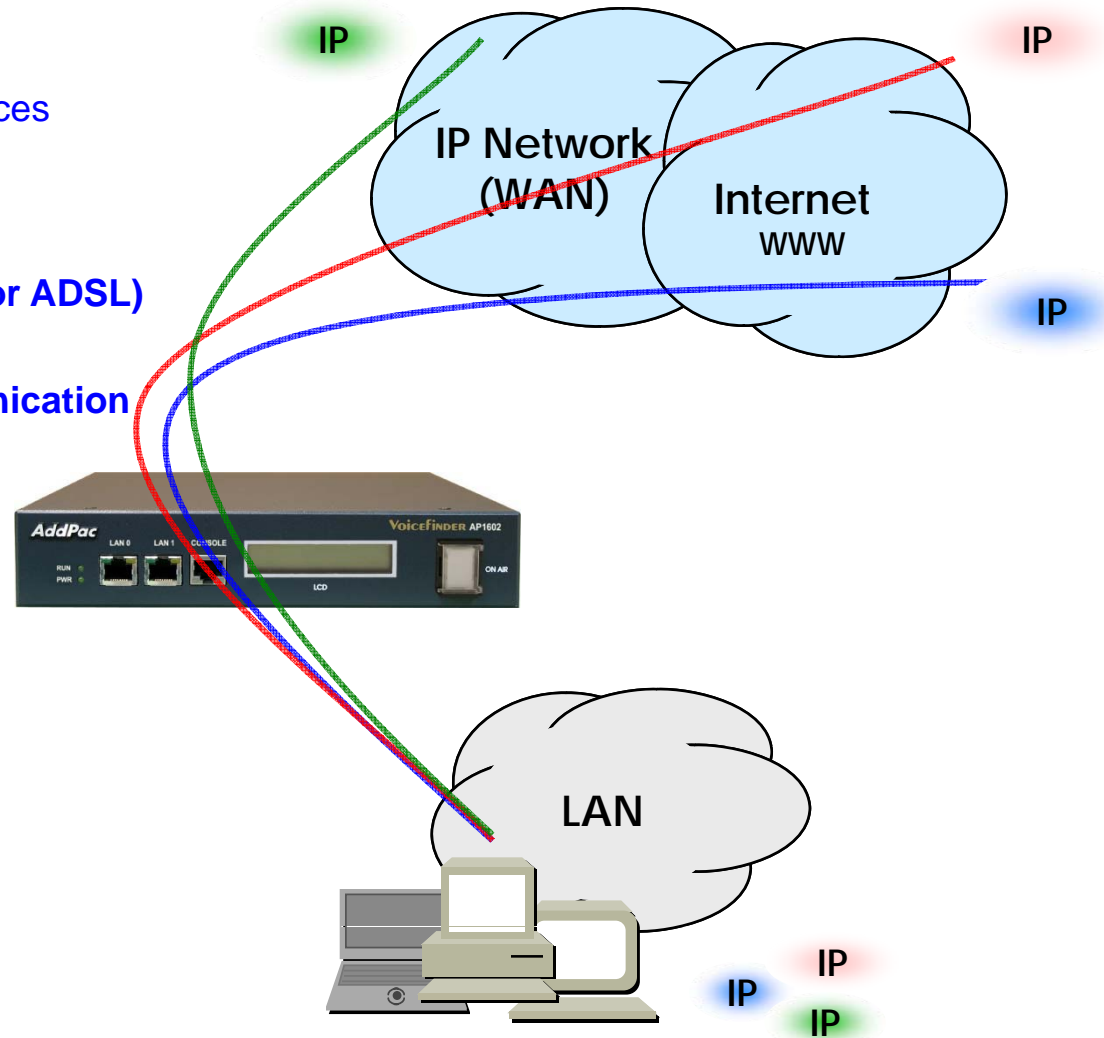 IP
IP
ces
IP Network
(WAN)
Internet
WWW
or ADSL)
IP
nication
AddPac
VoiceFinder AP1602
LAN 0
LAN 1
CONSOLE
RUN
PWR
LCD
ON AIR
LAN
IP
IP
IP